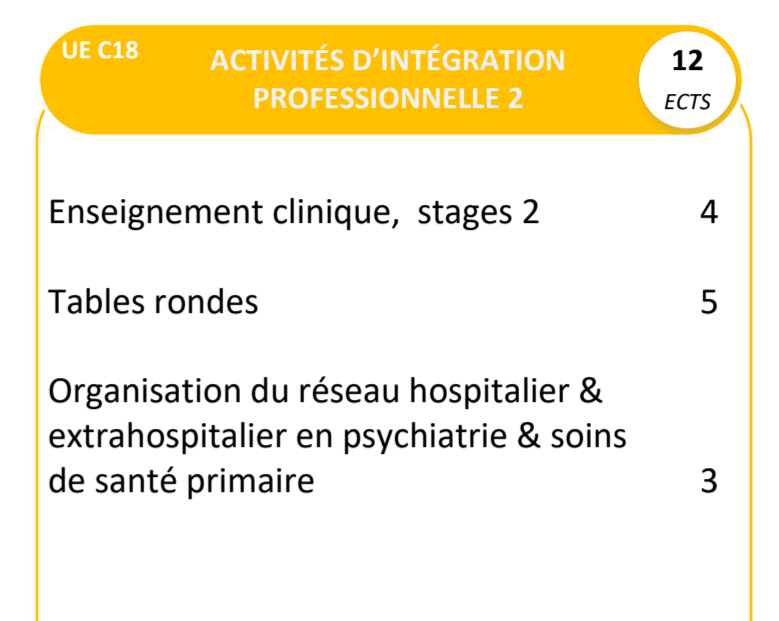 UE C18
ACTIVITÉS D’INTÉGRATION
PROFESSIONNELLE 2
12
ECTS
Enseignement clinique,  stages 2 4
Tables rondes 5
Organisation du réseau hospitalier &
extrahospitalier en psychiatrie & soins
de santé primaire 3